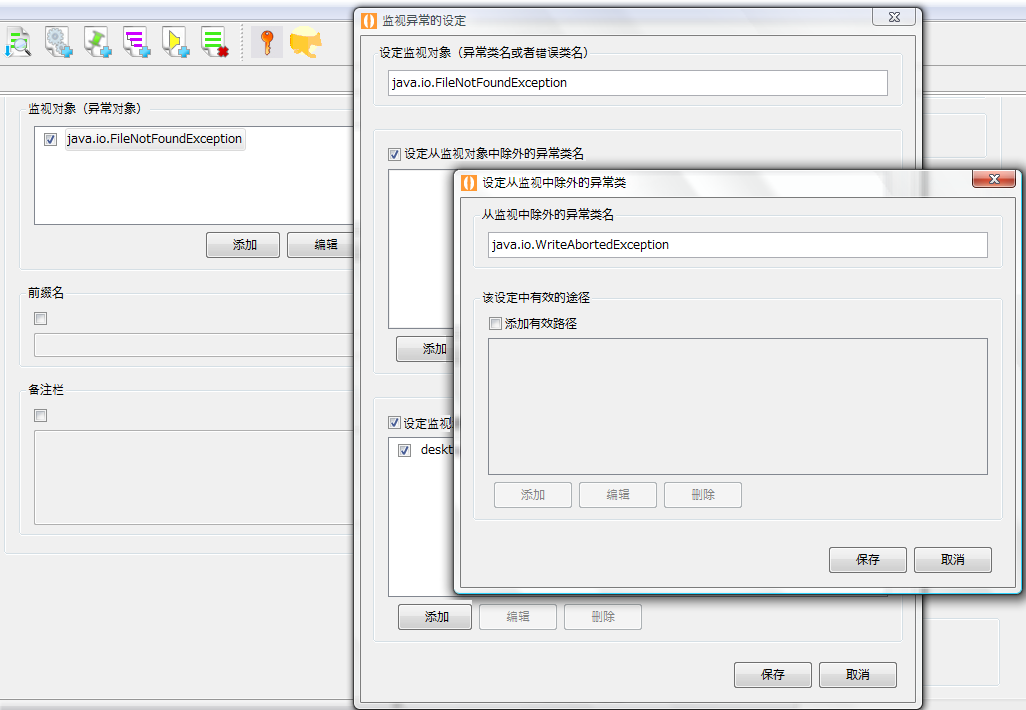 监视异常的设定
设定监视对象（异常类名或者错误类名）
java.io.FileNotFoundException
监视对象（异常对象）
java.io.FileNotFoundException
添加
编辑
前缀名
备注栏
设定从监视对象中除外的异常类名
添加
设定监视
deskt
添加
编辑
删除
保存
取消
设定从监视中除外的异常类
从监视中除外的异常类名
java.io.WriteAbortedException
该设定中有效的途径
添加有效路径
添加
编辑
删除
保存
取消